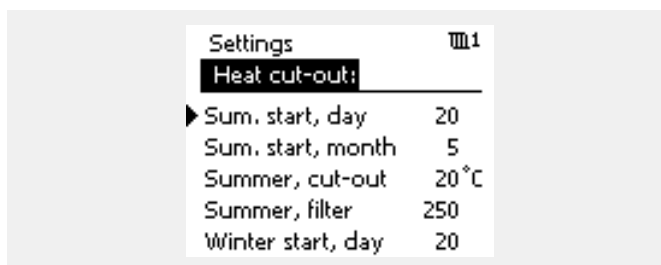 Settings 1
Heat cut-out:
Sum. start, day 20
Sum. start, month 5
Summer, cut-out 20°C
Summer, filter 250
Winter start, day 20